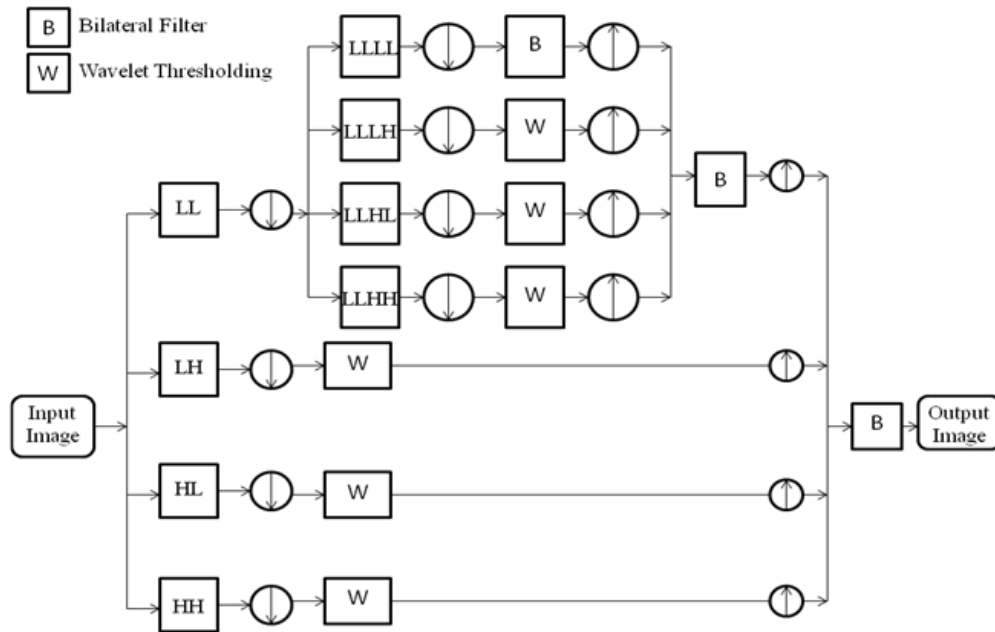 B Bilateral Filter
W Wavelet Thresholding
LLLL B
LLLH W
B
LL
LLHL W
LLHH W
LH W
Input
Image
B
Output
Image
HL W
HH W